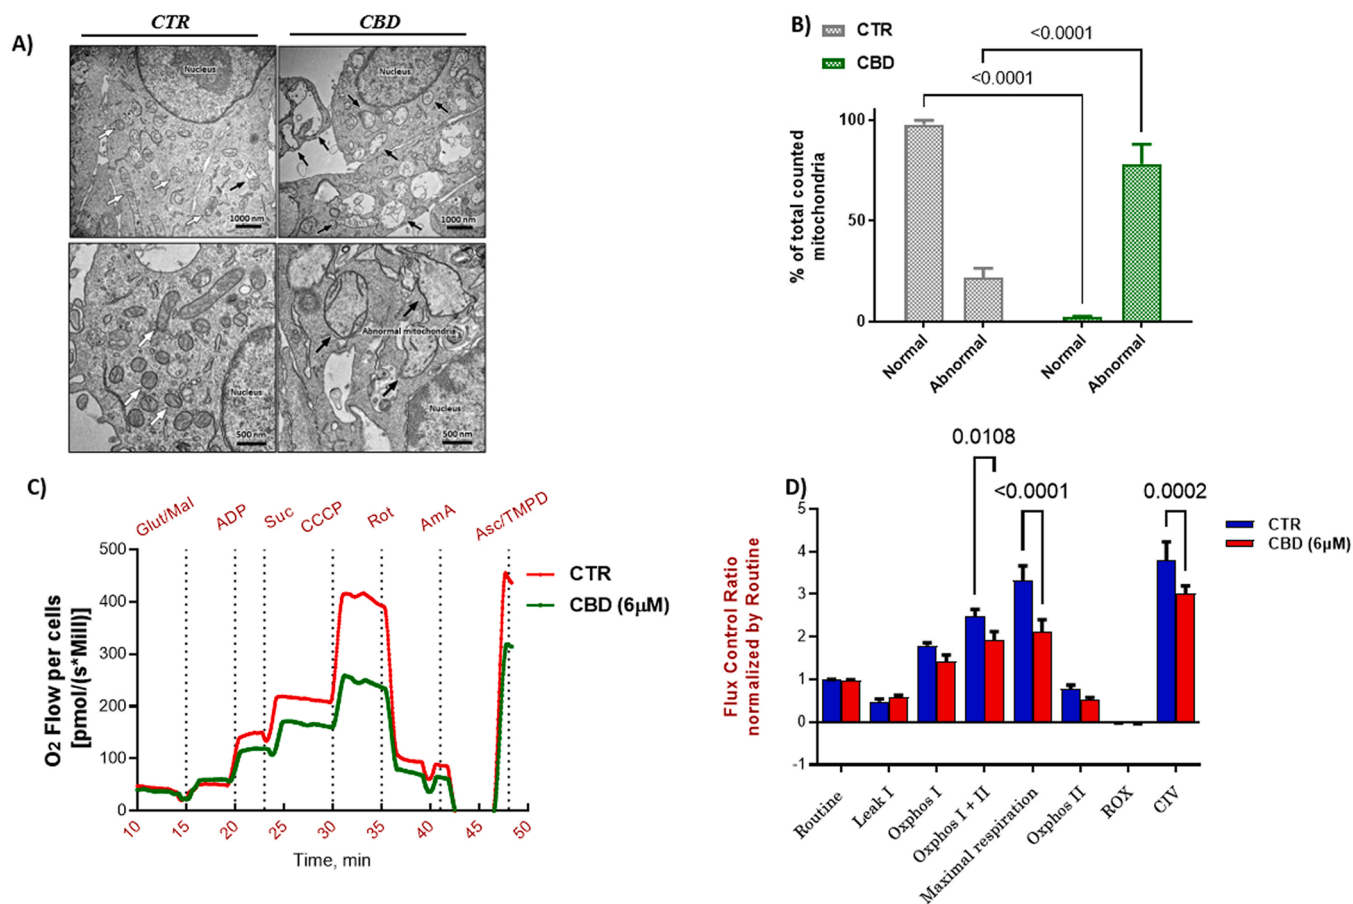 A)
CTR
CBD
Nucleus
1000 nm
Nucleus
1000 nm
Nucleus
500 nm
Abnormal mitochondria
Nucleus
500 nm
B)
CTR
CBD
<0.0001
<0.0001
% of total counted
mitochondria
100
50
0
Normal
Abnormal
Normal
Abnormal
C)
Glut/Mal
ADP
Suc
CCCP
Rot
AmA
Asc/TMPD
O2 Flow per cells
[pmol/(s*Mill)]
500
400
300
200
100
0
CTR
CBD (6μM)
10
15
20
25
30
35
40
45
50
Time, min
D)
0.0108
<0.0001
0.0002
CTR
CBD (6μM)
Flux Control Ratio
normalized by Routine
5
4
3
2
1
0
-1
Routine
Leak I
Oxphos I
Oxphos I + II
Maximal respiration
Oxphos II
ROX
CIV